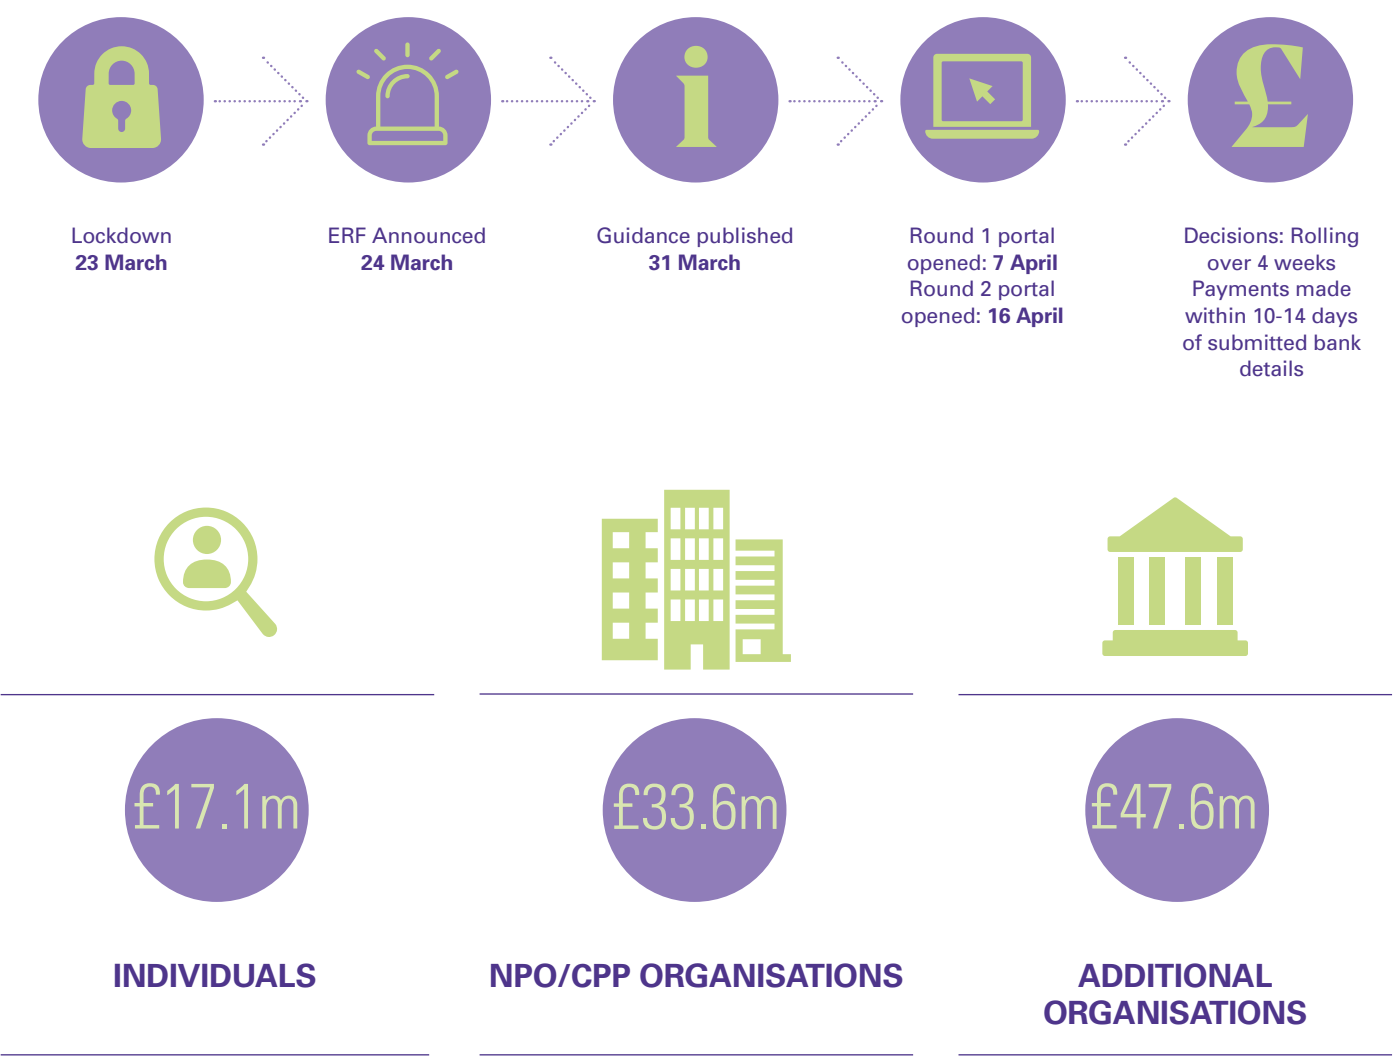 Lockdown
23 March
ERF Announced
24 March
Guidance published
31 March
Round 1 portal
opened: 7 April
Round 2 portal
opened: 16 April
Decisions: Rolling
over 4 weeks
Payments made
within 10-14 days
of submitted bank
details
£17.1m
£33.6m
£47.6m
INDIVIDUALS
NPO/CPP ORGANISATIONS
ADDITIONAL
ORGANISATIONS